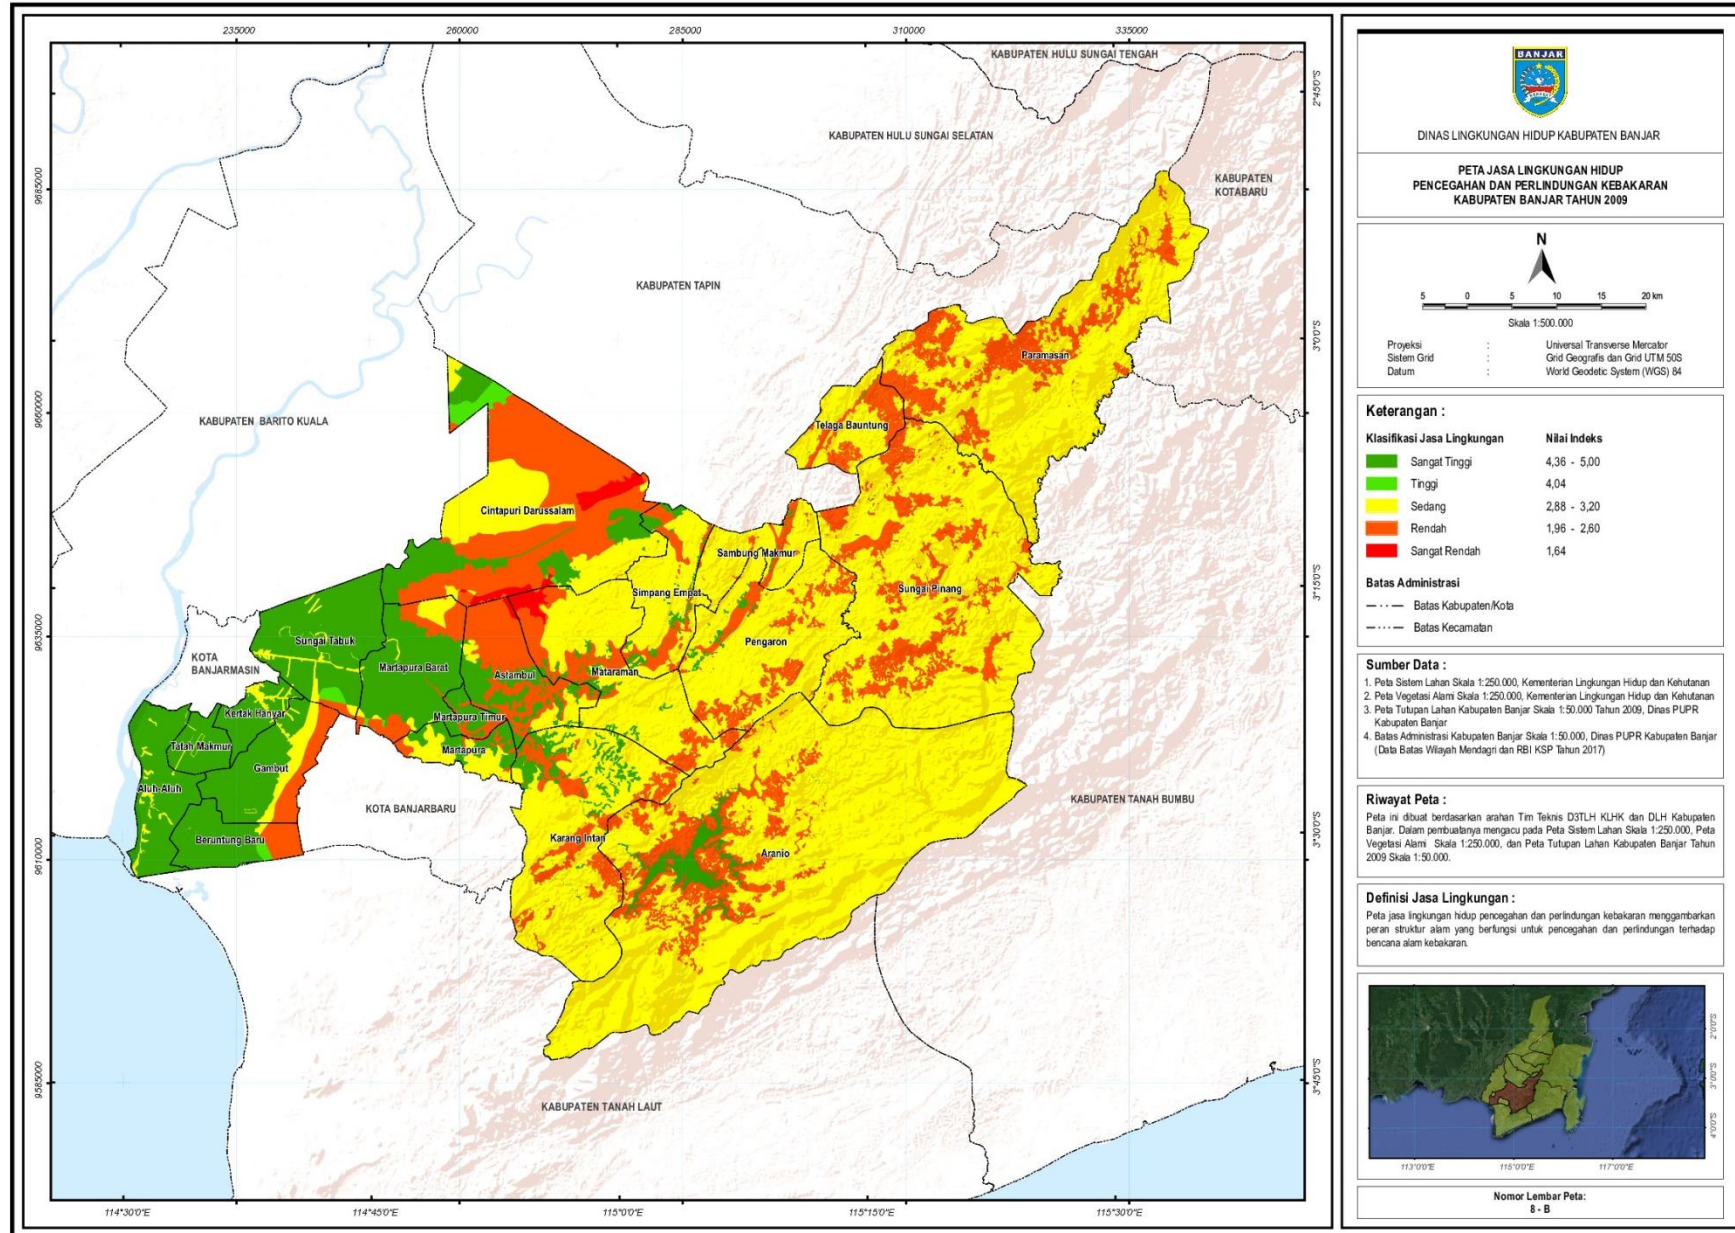 235000
260000
285000
310000
335000
KABUPATEN HULU SUNGAI TENGAH
KABUPATEN HULU SUNGAI SELATAN
KABUPATEN
KOTABARU
KABUPATEN TAPIN
KABUPATEN BARITO KUALA
KOTA
BANJARMASIN
KOTA BANJARBARU
KABUPATEN TANAH BUMBU
KABUPATEN TANAH LAUT
Paramasan
Telaga Bauntung
Cintapuri Darussalam
Sambung Makmur
Simpang Empat
Sungai Pinang
Pengaron
Sungai Tabuk
Martapura Barat
Astambul
Mataraman
Kertak Hanyar
Martapura Timur
Tatah Makmur
Martapura
Gambut
Aluh-Aluh
Beruntung Baru
Karang Intan
Aranio
9685000
9660000
9635000
9610000
9585000
2°45'0"S
3°0'0"S
3°15'0"S
3°30'0"S
3°45'0"S
114°30'0"E
114°45'0"E
115°0'0"E
115°15'0"E
115°30'0"E
BANJAR
DINAS LINGKUNGAN HIDUP KABUPATEN BANJAR
PETA JASA LINGKUNGAN HIDUP
PENCEGAHAN DAN PERLINDUNGAN KEBAKARAN
KABUPATEN BANJAR TAHUN 2009
N
5 0 5 10 15 20 km
Skala 1:500.000
Proyeksi : Universal Transverse Mercator
Sistem Grid : Grid Geografis dan Grid UTM 50S
Datum : World Geodetic System (WGS) 84
Keterangan :
Klasifikasi Jasa Lingkungan Nilai Indeks
Sangat Tinggi 4,36 - 5,00
Tinggi 4,04
Sedang 2,88 - 3,20
Rendah 1,96 - 2,60
Sangat Rendah 1,64
Batas Administrasi
Batas Kabupaten/Kota
Batas Kecamatan
Sumber Data :
1. Peta Sistem Lahan Skala 1:250.000, Kementerian Lingkungan Hidup dan Kehutanan
2. Peta Vegetasi Alami Skala 1:250.000, Kementerian Lingkungan Hidup dan Kehutanan
3. Peta Tutupan Lahan Kabupaten Banjar Skala 1:50.000 Tahun 2009, Dinas PUPR
Kabupaten Banjar
4. Batas Administrasi Kabupaten Banjar Skala 1:50.000, Dinas PUPR Kabupaten Banjar
(Data Batas Wilayah Mendagri dan RBI KSP Tahun 2017)
Riwayat Peta :
Peta ini dibuat berdasarkan arahan Tim Teknis D3TLH KLHK dan DLH Kabupaten
Banjar. Dalam pembuatanya mengacu pada Peta Sistem Lahan Skala 1:250.000, Peta
Vegetasi Alami Skala 1:250.000, dan Peta Tutupan Lahan Kabupaten Banjar Tahun
2009 Skala 1:50.000.
Definisi Jasa Lingkungan :
Peta jasa lingkungan hidup pencegahan dan perlindungan kebakaran menggambarkan
peran struktur alam yang berfungsi untuk pencegahan dan perlindungan terhadap
bencana alam kebakaran.
2°0'0"S
3°0'0"S
4°0'0"S
113°0'0"E
115°0'0"E
117°0'0"E
Nomor Lembar Peta:
8 - B